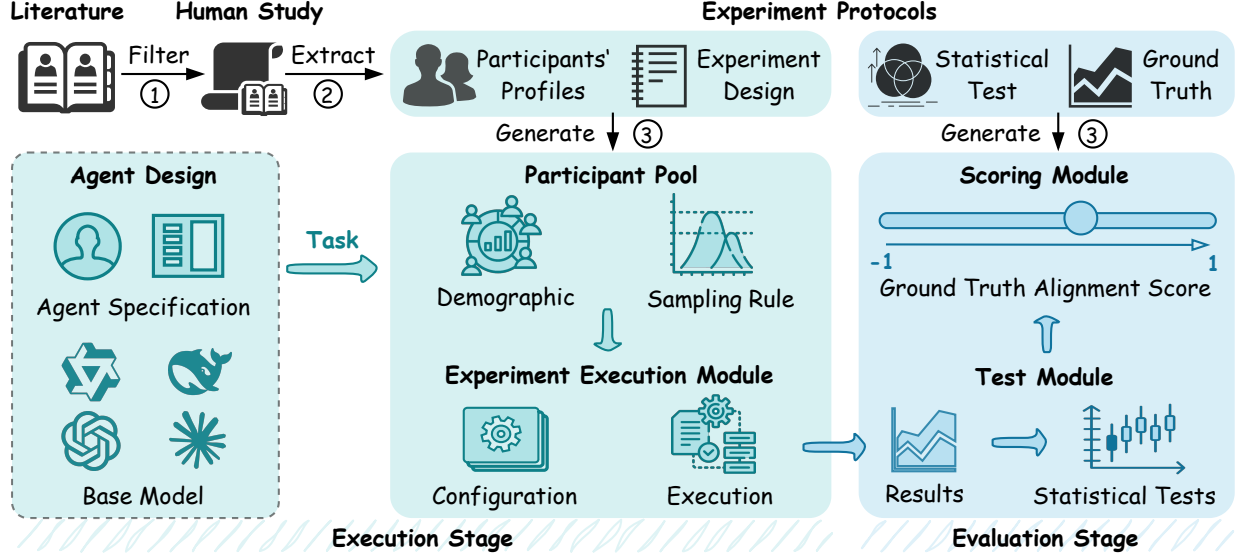 Literature
Human Study
Experiment Protocols
Filter
①
Extract
②
Participants'
Profiles
Experiment
Design
Statistical
Test
Ground
Truth
Generate ③
Generate ③
Agent Design
Agent Specification
Base Model
Task
Participant Pool
Demographic
Sampling Rule
Experiment Execution Module
Configuration
Execution
Scoring Module
-1
1
Ground Truth Alignment Score
Test Module
Results
Statistical Tests
Execution Stage
Evaluation Stage